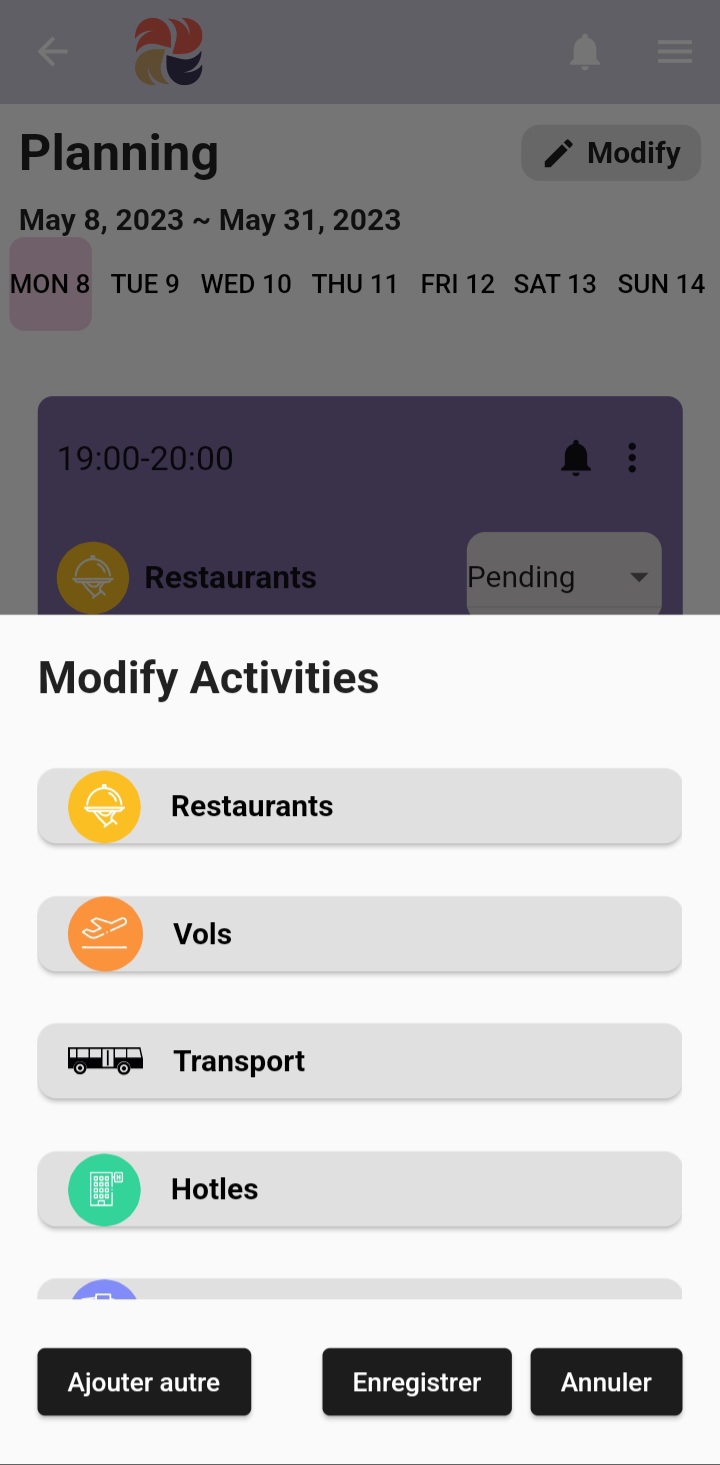 Planning
Modify
May 8, 2023 ~ May 31, 2023
MON 8 TUE 9 WED 10 THU 11 FRI 12 SAT 13 SUN 14
19:00-20:00
Restaurants
Pending
Modify Activities
Restaurants
Vols
Transport
Hotles
Ajouter autre
Enregistrer
Annuler